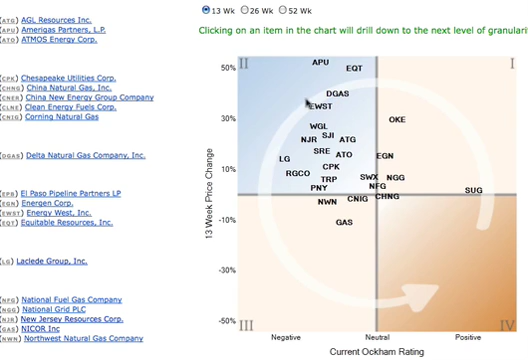 13 Wk 26 Wk 52 Wk
Clicking on an item in the chart will drill down to the next level of granulari
(ATG) AGL Resources Inc.
(APU) Amerigas Partners, L.P.
(ATO) ATMOS Energy Corp.
(CPK) Chesapeake Utilities Corp.
(CHNG) China Natural Gas, Inc.
(CNER) China New Energy Group Company
(CLNE) Clean Energy Fuels Corp.
(CNIG) Corning Natural Gas
(DGAS) Delta Natural Gas Company, Inc.
(EPB) El Paso Pipeline Partners LP
(EGN) Energen Corp.
(EWST) Energy West, Inc.
(EQT) Equitable Resources, Inc.
(LG) Laclede Group, Inc.
(NFG) National Fuel Gas Company
(NGG) National Grid PLC
(NJR) New Jersey Resources Corp.
(GAS) NICOR Inc
(NWN) Northwest Natural Gas Company
13 Week Price Change
50%
30%
10%
0
-10%
-30%
-50%
II
I
APU
EQT
DGAS
EWST
OKE
WGL
SJI
NJR
ATG
SRE
ATO
EGN
LG
CPK
RGCO
TRP
SWX
NGG
PNY
NFG
SUG
NWN
CNIG
CHNG
GAS
III
IV
Negative
Neutral
Positive
Current Ockham Rating